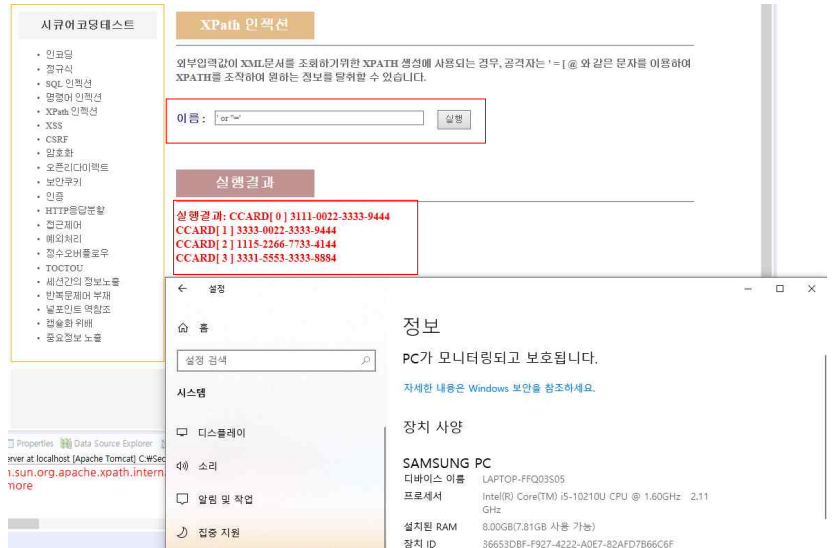 시큐어코딩테스트
• 인코딩
• 정규식
• SQL 인젝션
• 명령어 인젝션
• XPath 인젝션
• XSS
• CSRF
• 암호화
• 오픈리다이렉트
• 보안쿠키
• 인증
• HTTP응답분할
• 접근제어
• 예외처리
• 정수오버플로우
• TOCTOU
• 세션간의 정보노출
• 반복문제어 부재
• 널포인트 역참조
• 캡슐화 위배
• 중요정보 노출
XPath 인젝션
외부입력값이 XML문서를 조회하기위한 XPATH 생성에 사용되는 경우, 공격자는 ' = [ @ 와 같은 문자를 이용하여
XPATH를 조작하여 원하는 정보를 탈취할 수 있습니다.
이름 : ' or ''=' 실행
실행결과
실행결과: CCARD[ 0 ] 3111-0022-3333-9444
CCARD[ 1 ] 3333-0022-3333-9444
CCARD[ 2 ] 1115-2266-7733-4144
CCARD[ 3 ] 3331-5553-3333-8884
Properties Data Source Explorer
erver at localhost [Apache Tomcat] C:#Sec
n.sun.org.apache.xpath.intern
more
← 설정
홈
설정 검색
시스템
디스플레이
소리
알림 및 작업
집중 지원
정보
PC가 모니터링되고 보호됩니다.
자세한 내용은 Windows 보안을 참조하세요.
장치 사양
SAMSUNG PC
디바이스 이름 LAPTOP-FFQ03S05
프로세서 Intel(R) Core(TM) i5-10210U CPU @ 1.60GHz 2.11
GHz
설치된 RAM 8.00GB(7.81GB 사용 가능)
장치 ID 36653DBF-F927-4222-A0E7-82AFD7B66C6F